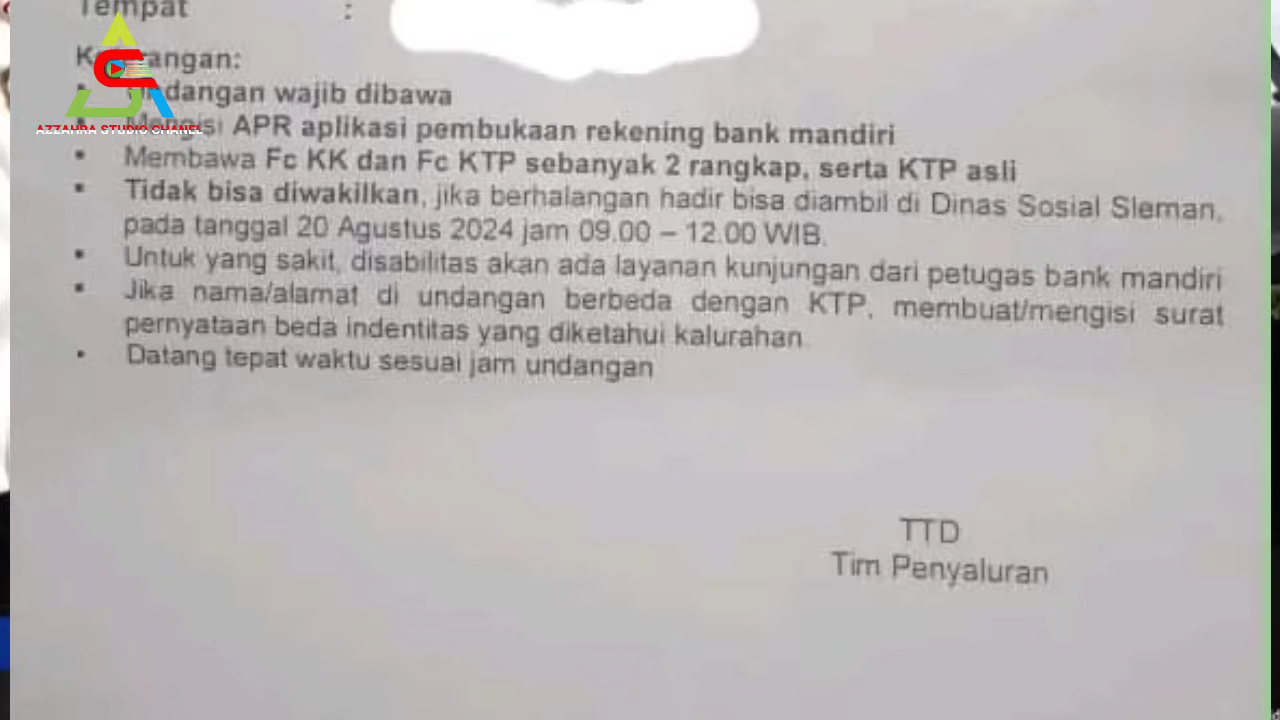 Tempat :
Keterangan:
▪ Undangan wajib dibawa
▪ Mengisi APR aplikasi pembukaan rekening bank mandiri
AZZAHRA STUDIO CHANEL
▪ Membawa Fc KK dan Fc KTP sebanyak 2 rangkap, serta KTP asli
▪ Tidak bisa diwakilkan, jika berhalangan hadir bisa diambil di Dinas Sosial Sleman,
pada tanggal 20 Agustus 2024 jam 09.00 – 12.00 WIB.
▪ Untuk yang sakit, disabilitas akan ada layanan kunjungan dari petugas bank mandiri
▪ Jika nama/alamat di undangan berbeda dengan KTP, membuat/mengisi surat
pernyataan beda indentitas yang diketahui kalurahan.
▪ Datang tepat waktu sesuai jam undangan
TTD
Tim Penyaluran